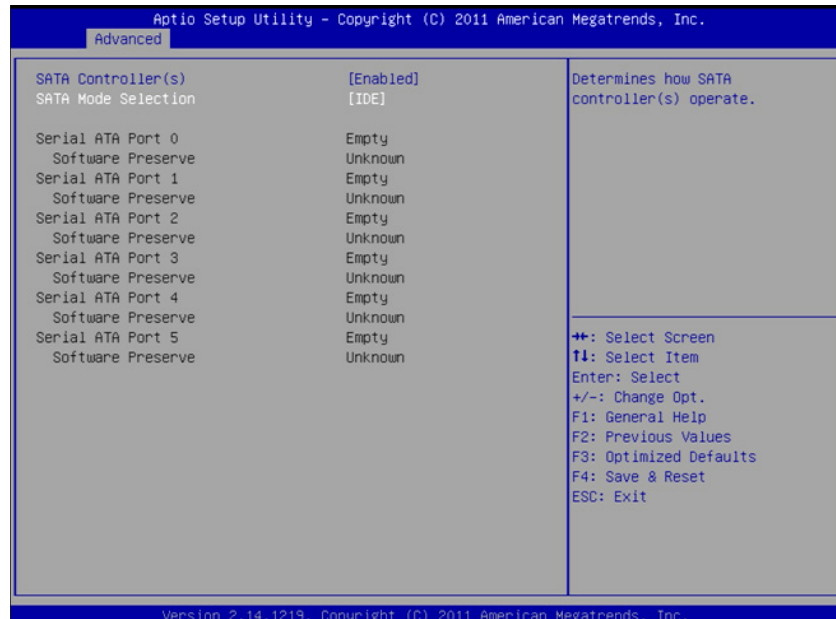 Aptio Setup Utility – Copyright (C) 2011 American Megatrends, Inc.
Advanced
SATA Controller(s) [Enabled]
SATA Mode Selection [IDE]
Serial ATA Port 0 Empty
Software Preserve Unknown
Serial ATA Port 1 Empty
Software Preserve Unknown
Serial ATA Port 2 Empty
Software Preserve Unknown
Serial ATA Port 3 Empty
Software Preserve Unknown
Serial ATA Port 4 Empty
Software Preserve Unknown
Serial ATA Port 5 Empty
Software Preserve Unknown
Determines how SATA
controller(s) operate.
→←: Select Screen
↑↓: Select Item
Enter: Select
+/-: Change Opt.
F1: General Help
F2: Previous Values
F3: Optimized Defaults
F4: Save & Reset
ESC: Exit
Version 2.14.1219. Copyright (C) 2011 American Megatrends, Inc.